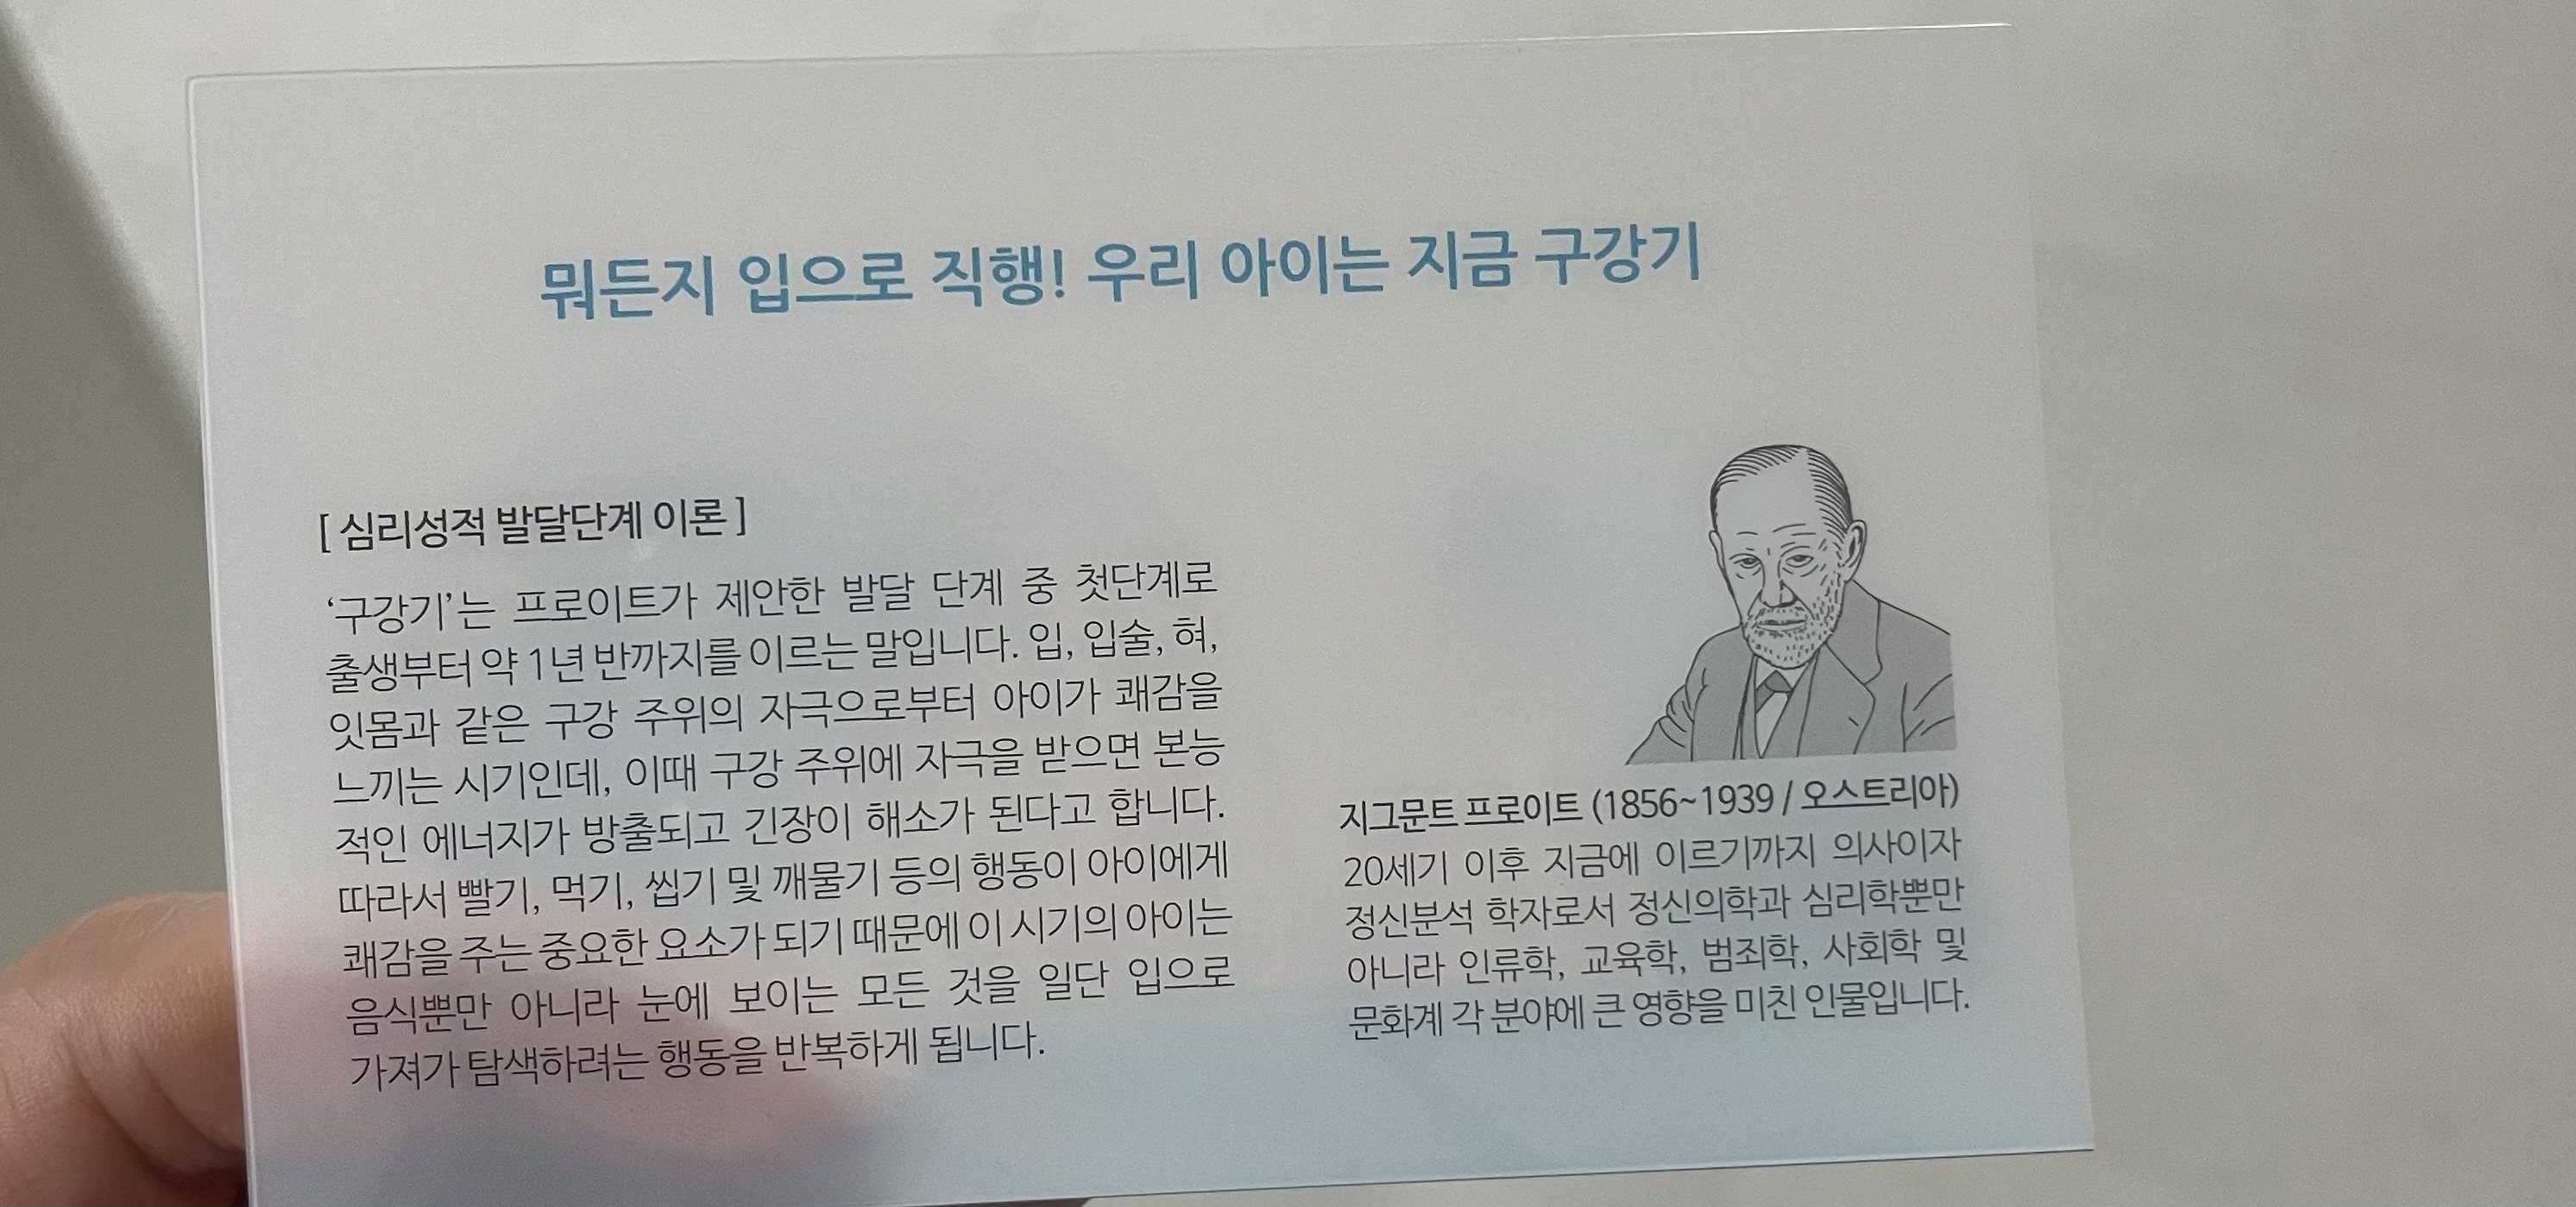 뭐든지 입으로 직행! 우리 아이는 지금 구강기
[ 심리성적 발달단계 이론 ]
‘구강기’는 프로이트가 제안한 발달 단계 중 첫단계로
출생부터 약 1년 반까지를 이르는 말입니다. 입, 입술, 혀,
잇몸과 같은 구강 주위의 자극으로부터 아이가 쾌감을
느끼는 시기인데, 이때 구강 주위에 자극을 받으면 본능
적인 에너지가 방출되고 긴장이 해소가 된다고 합니다.
따라서 빨기, 먹기, 씹기 및 깨물기 등의 행동이 아이에게
쾌감을 주는 중요한 요소가 되기 때문에 이 시기의 아이는
음식뿐만 아니라 눈에 보이는 모든 것을 일단 입으로
가져가 탐색하려는 행동을 반복하게 됩니다.
지그문트 프로이트 (1856~1939 / 오스트리아)
20세기 이후 지금에 이르기까지 의사이자
정신분석 학자로서 정신의학과 심리학뿐만
아니라 인류학, 교육학, 범죄학, 사회학 및
문화계 각 분야에 큰 영향을 미친 인물입니다.